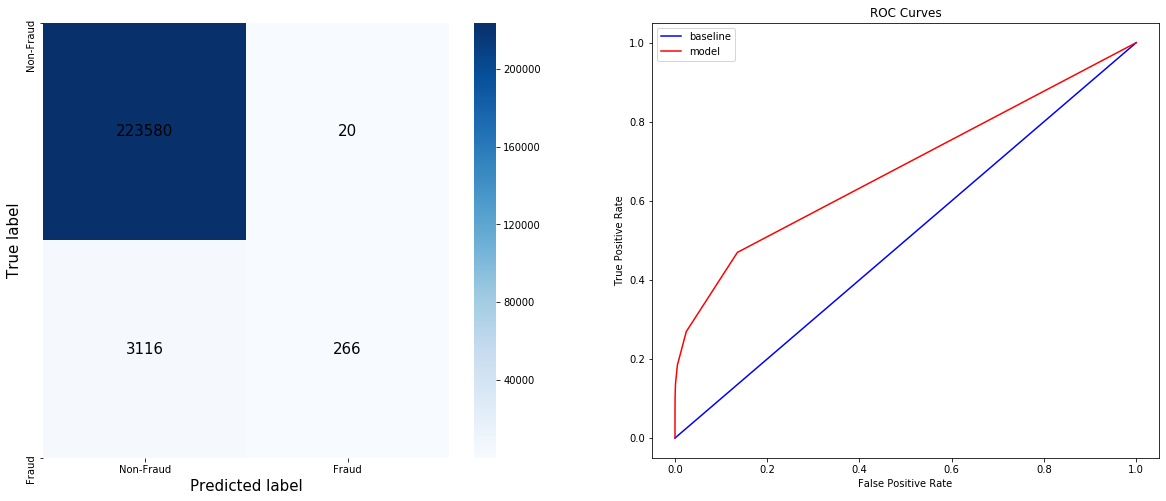 Non-Fraud
Fraud
True label
223580
20
3116
266
Non-Fraud
Fraud
Predicted label
200000
160000
120000
80000
40000
ROC Curves
baseline
model
True Positive Rate
1.0
0.8
0.6
0.4
0.2
0.0
0.0
0.2
0.4
0.6
0.8
1.0
False Positive Rate